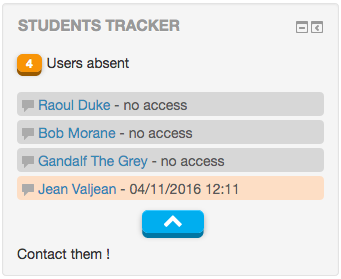 STUDENTS TRACKER
4 Users absent
Raoul Duke - no access
Bob Morane - no access
Gandalf The Grey - no access
Jean Valjean - 04/11/2016 12:11
Contact them !